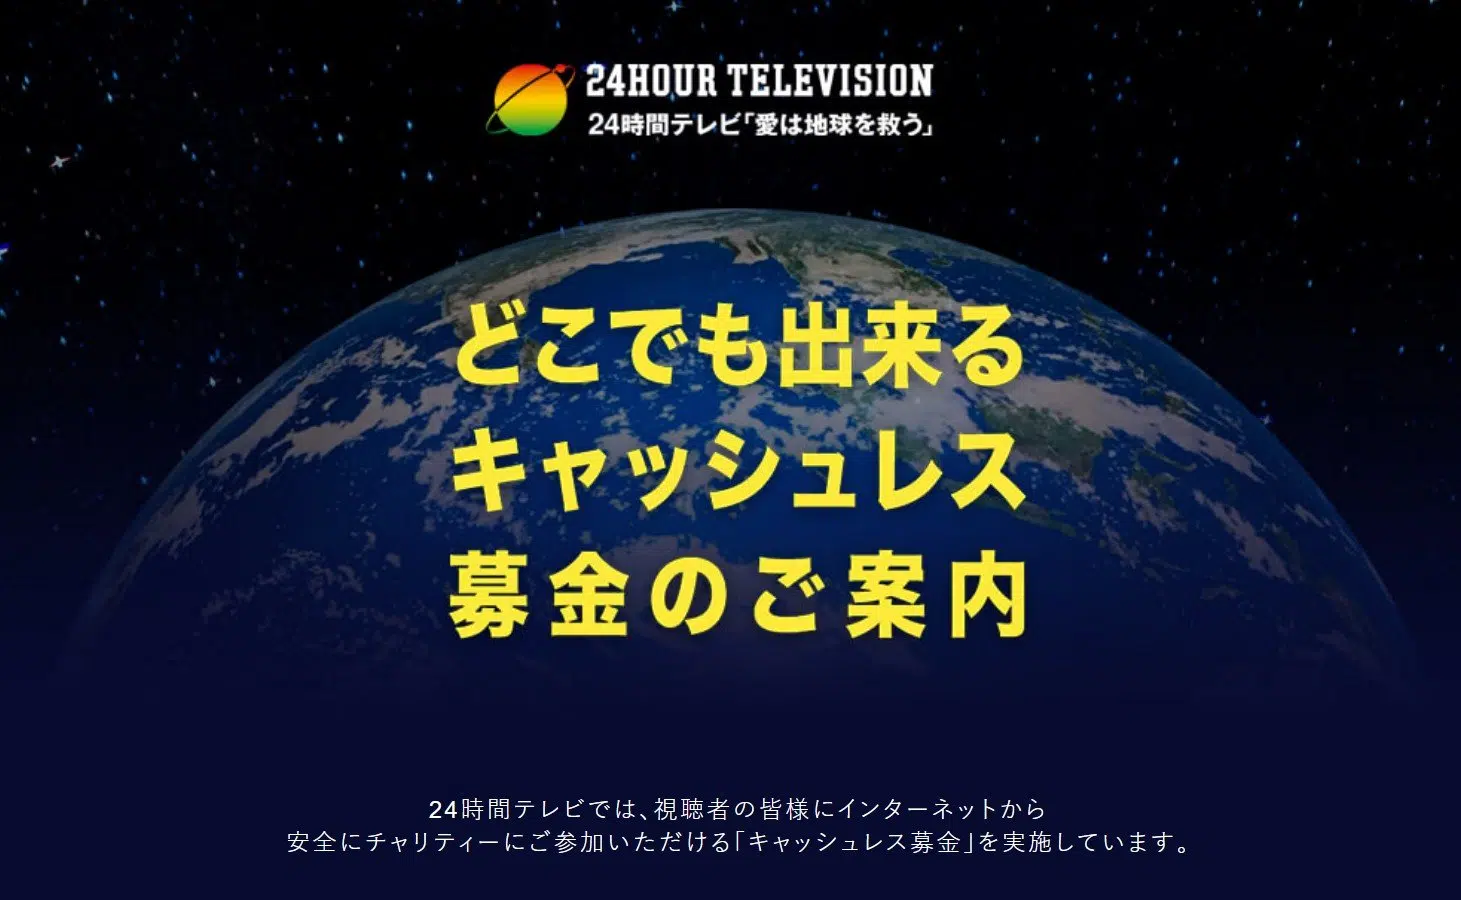 24HOUR TELEVISION
24時間テレビ「愛は地球を救う」
どこでも出来る
キャッシュレス
募金のご案内
24時間テレビでは、視聴者の皆様にインターネットから
安全にチャリティーにご参加いただける「キャッシュレス募金」を実施しています。